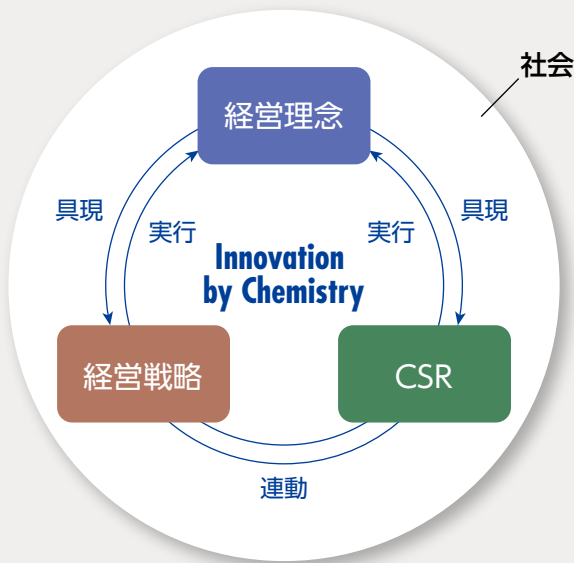 社会
経営理念
具現
実行
実行
具現
Innovation
by Chemistry
経営戦略
CSR
連動